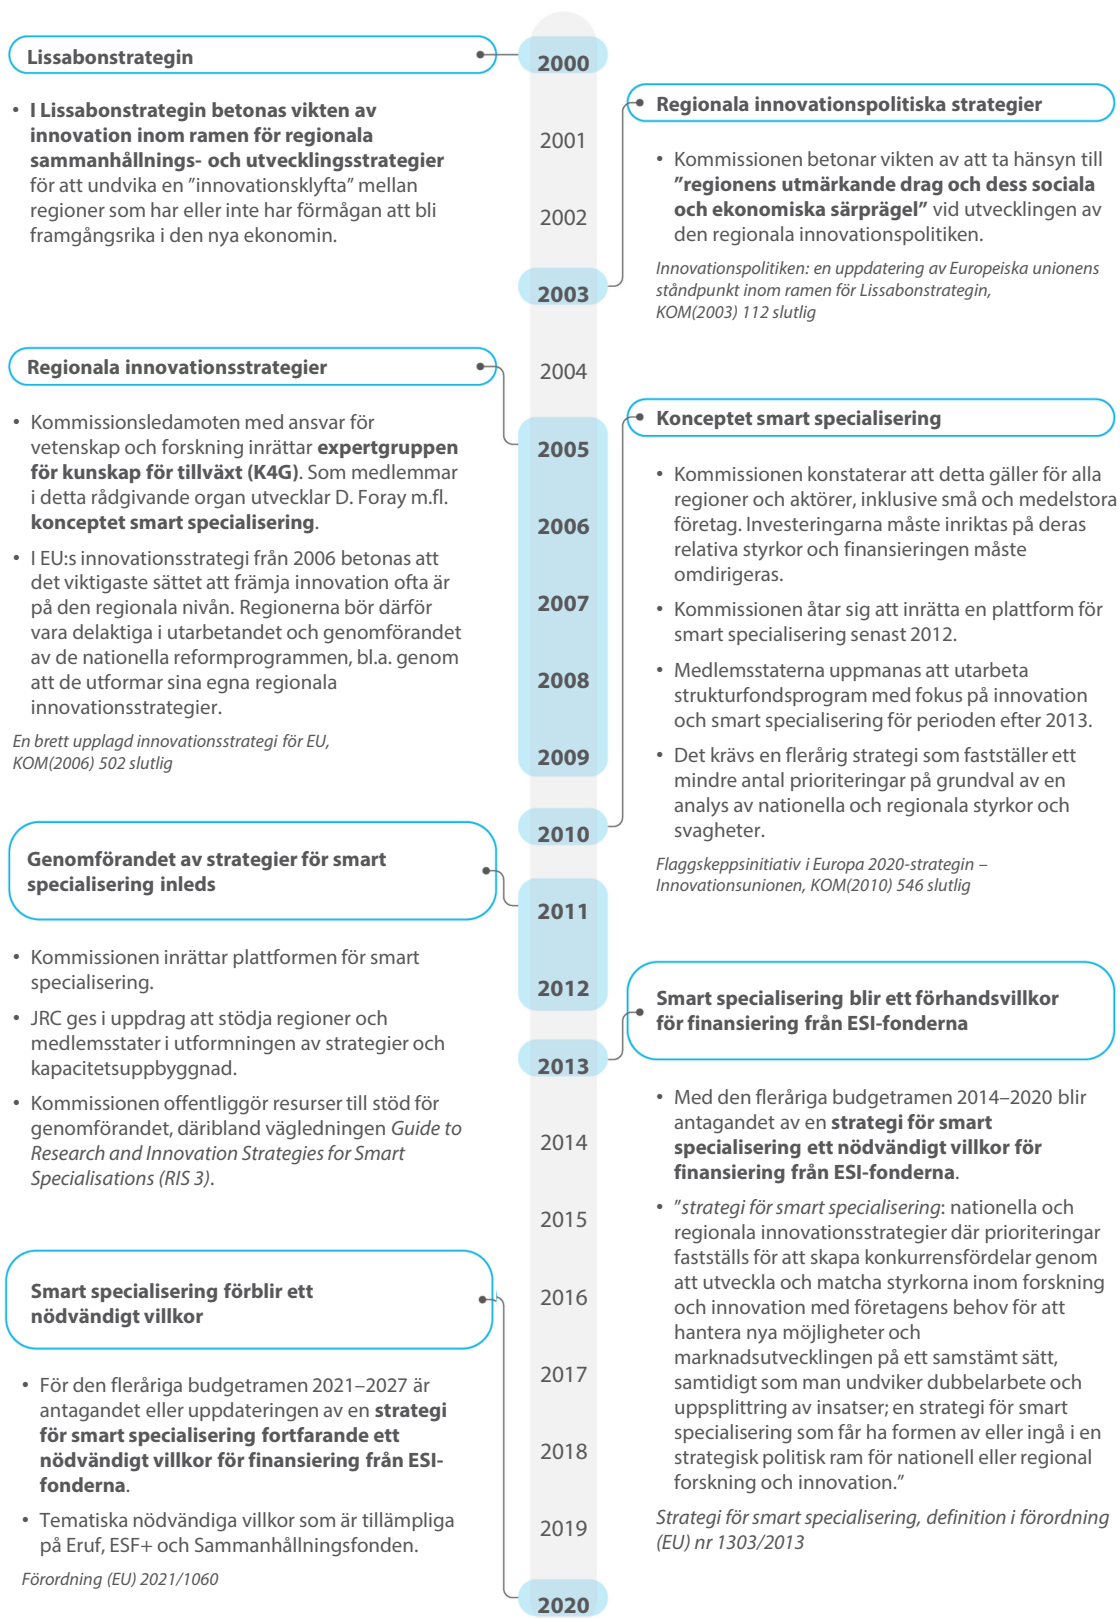 Lissabonstrategin
• I Lissabonstrategin betonas vikten av
innovation inom ramen för regionala
sammanhållnings- och utvecklingsstrategier
för att undvika en ”innovationsklyfta” mellan
regioner som har eller inte har förmågan att bli
framgångsrika i den nya ekonomin.
2000
2001
2002
2003
Regionala innovationspolitiska strategier
• Kommissionen betonar vikten av att ta hänsyn till
”regionens utmärkande drag och dess sociala
och ekonomiska särprägel” vid utvecklingen av
den regionala innovationspolitiken.
Innovationspolitiken: en uppdatering av Europeiska unionens
ståndpunkt inom ramen för Lissabonstrategin,
KOM(2003) 112 slutlig
2004
Regionala innovationsstrategier
• Kommissionsledamoten med ansvar för
vetenskap och forskning inrättar expertgruppen
för kunskap för tillväxt (K4G). Som medlemmar
i detta rådgivande organ utvecklar D. Foray m.fl.
konceptet smart specialisering.
• I EU:s innovationsstrategi från 2006 betonas att
det viktigaste sättet att främja innovation ofta är
på den regionala nivån. Regionerna bör därför
vara delaktiga i utarbetandet och genomförandet
av de nationella reformprogrammen, bl.a. genom
att de utformar sina egna regionala
innovationsstrategier.
En brett upplagd innovationsstrategi för EU,
KOM(2006) 502 slutlig
2005
2006
2007
2008
2009
2010
Konceptet smart specialisering
• Kommissionen konstaterar att detta gäller för alla
regioner och aktörer, inklusive små och medelstora
företag. Investeringarna måste inriktas på deras
relativa styrkor och finansieringen måste
omdirigeras.
• Kommissionen åtar sig att inrätta en plattform för
smart specialisering senast 2012.
• Medlemsstaterna uppmanas att utarbeta
strukturfondsprogram med fokus på innovation
och smart specialisering för perioden efter 2013.
• Det krävs en flerårig strategi som fastställer ett
mindre antal prioriteringar på grundval av en
analys av nationella och regionala styrkor och
svagheter.
Flaggskeppsinitiativ i Europa 2020-strategin –
Innovationsunionen, KOM(2010) 546 slutlig
Genomförandet av strategier för smart
specialisering inleds
• Kommissionen inrättar plattformen för smart
specialisering.
• JRC ges i uppdrag att stödja regioner och
medlemsstater i utformningen av strategier och
kapacitetsuppbyggnad.
• Kommissionen offentliggör resurser till stöd för
genomförandet, däribland vägledningen Guide to
Research and Innovation Strategies for Smart
Specialisations (RIS 3).
2011
2012
2013
Smart specialisering blir ett förhandsvillkor
för finansiering från ESI-fonderna
• Med den fleråriga budgetramen 2014–2020 blir
antagandet av en strategi för smart
specialisering ett nödvändigt villkor för
finansiering från ESI-fonderna.
• ”strategi för smart specialisering: nationella och
regionala innovationsstrategier där prioriteringar
fastställs för att skapa konkurrensfördelar genom
att utveckla och matcha styrkorna inom forskning
och innovation med företagens behov för att
hantera nya möjligheter och
marknadsutvecklingen på ett samstämt sätt,
samtidigt som man undviker dubbelarbete och
uppsplittring av insatser; en strategi för smart
specialisering som får ha formen av eller ingå i en
strategisk politisk ram för nationell eller regional
forskning och innovation.”
Strategi för smart specialisering, definition i förordning
(EU) nr 1303/2013
2014
2015
2016
2017
2018
2019
2020
Smart specialisering förblir ett
nödvändigt villkor
• För den fleråriga budgetramen 2021–2027 är
antagandet eller uppdateringen av en strategi
för smart specialisering fortfarande ett
nödvändigt villkor för finansiering från ESI-
fonderna.
• Tematiska nödvändiga villkor som är tillämpliga
på Eruf, ESF+ och Sammanhållningsfonden.
Förordning (EU) 2021/1060